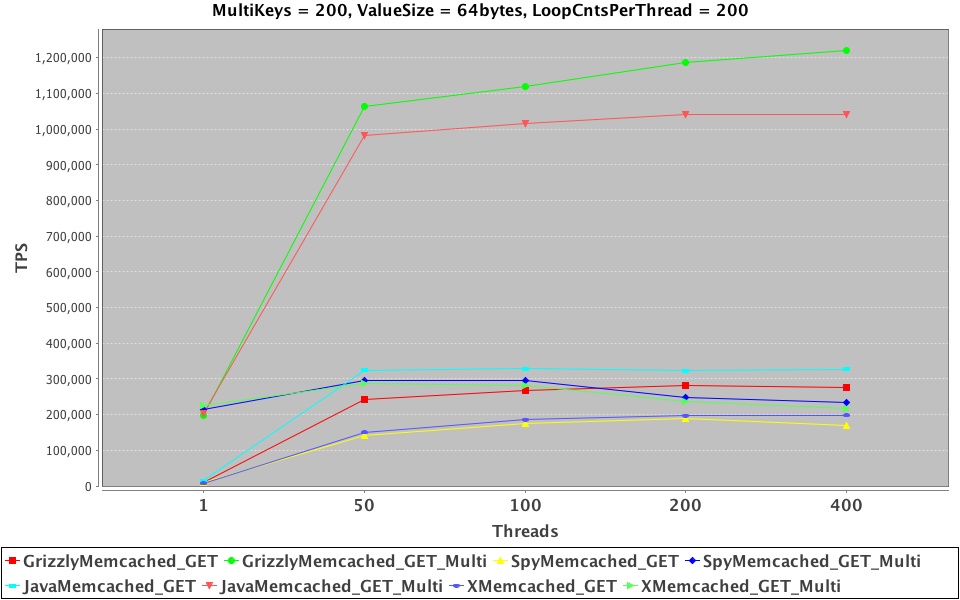 MultiKeys = 200, ValueSize = 64bytes, LoopCntsPerThread = 200
1,200,000
1,100,000
1,000,000
900,000
800,000
700,000
600,000
500,000
400,000
300,000
200,000
100,000
0
TPS
1 50 100 200 400
Threads
GrizzlyMemcached_GET GrizzlyMemcached_GET_Multi SpyMemcached_GET SpyMemcached_GET_Multi
JavaMemcached_GET JavaMemcached_GET_Multi XMemcached_GET XMemcached_GET_Multi